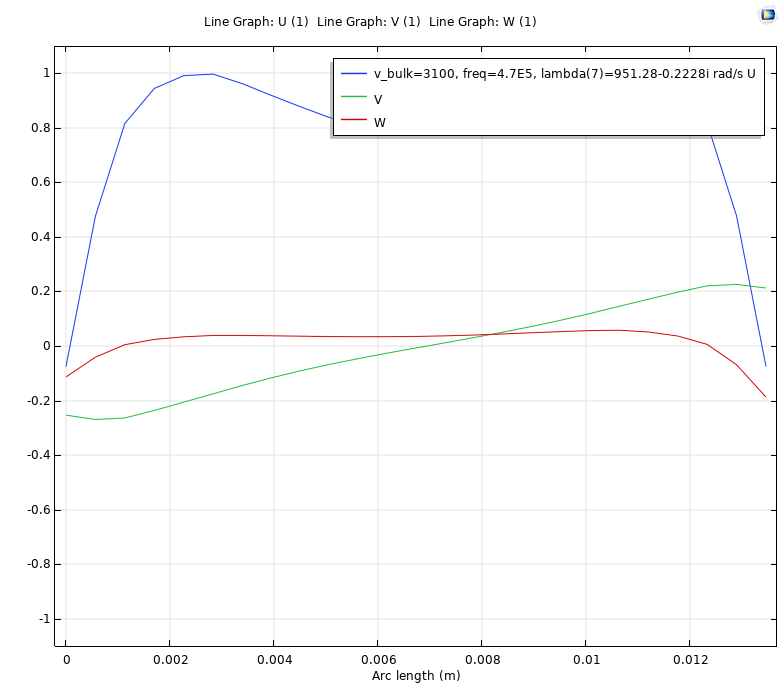 Line Graph: U (1)  Line Graph: V (1)  Line Graph: W (1)
v_bulk=3100, freq=4.7E5, lambda(7)=951.28-0.2228i rad/s U
V
W
1
0.8
0.6
0.4
0.2
0
-0.2
-0.4
-0.6
-0.8
-1
0 0.002 0.004 0.006 0.008 0.01 0.012
Arc length (m)